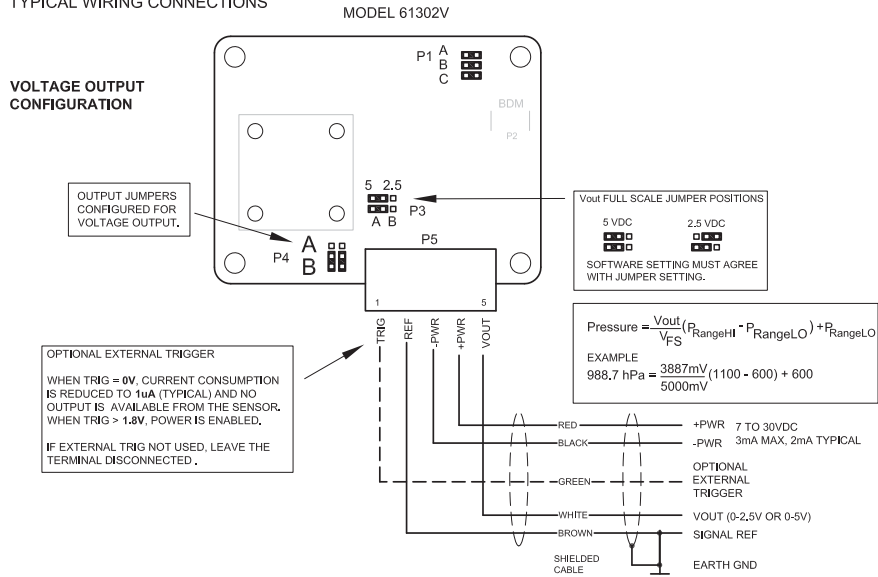 TYPICAL WIRING CONNECTIONS
MODEL 61302V
VOLTAGE OUTPUT
CONFIGURATION
P1
A
B
C
BDM
P2
OUTPUT JUMPERS
CONFIGURED FOR
VOLTAGE OUTPUT.
5 2.5
P3
A B
P4
A
B
P5
1 5
TRIG
REF
-PWR
+PWR
VOUT
Vout FULL SCALE JUMPER POSITIONS
5 VDC 2.5 VDC
SOFTWARE SETTING MUST AGREE
WITH JUMPER SETTING.
Pressure = Vout/VFS (PRangeHI - PRangeLO) + PRangeLO
EXAMPLE
988.7 hPa = 3887mV/5000mV (1100 - 600) + 600
OPTIONAL EXTERNAL TRIGGER
WHEN TRIG = 0V, CURRENT CONSUMPTION
IS REDUCED TO 1uA (TYPICAL) AND NO
OUTPUT IS AVAILABLE FROM THE SENSOR.
WHEN TRIG > 1.8V, POWER IS ENABLED.
IF EXTERNAL TRIG NOT USED, LEAVE THE
TERMINAL DISCONNECTED .
RED +PWR 7 TO 30VDC
BLACK -PWR 3mA MAX, 2mA TYPICAL
GREEN
OPTIONAL
EXTERNAL
TRIGGER
WHITE VOUT (0-2.5V OR 0-5V)
BROWN SIGNAL REF
SHIELDED
CABLE
EARTH GND